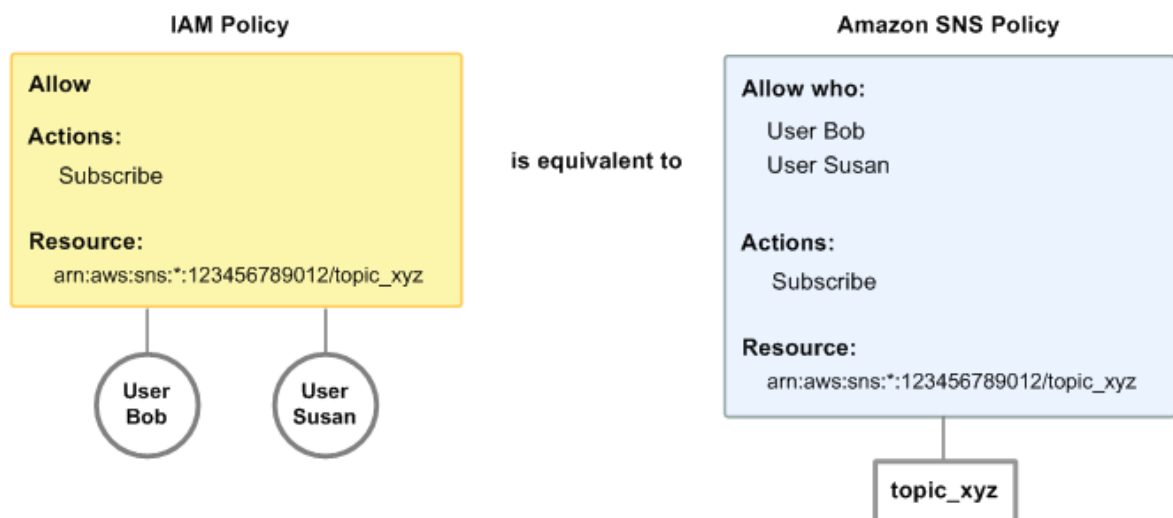 IAM Policy
Allow
Actions:
Subscribe
Resource:
arn:aws:sns:*:123456789012/topic_xyz
User
Bob
User
Susan
is equivalent to
Amazon SNS Policy
Allow who:
User Bob
User Susan
Actions:
Subscribe
Resource:
arn:aws:sns:*:123456789012/topic_xyz
topic_xyz